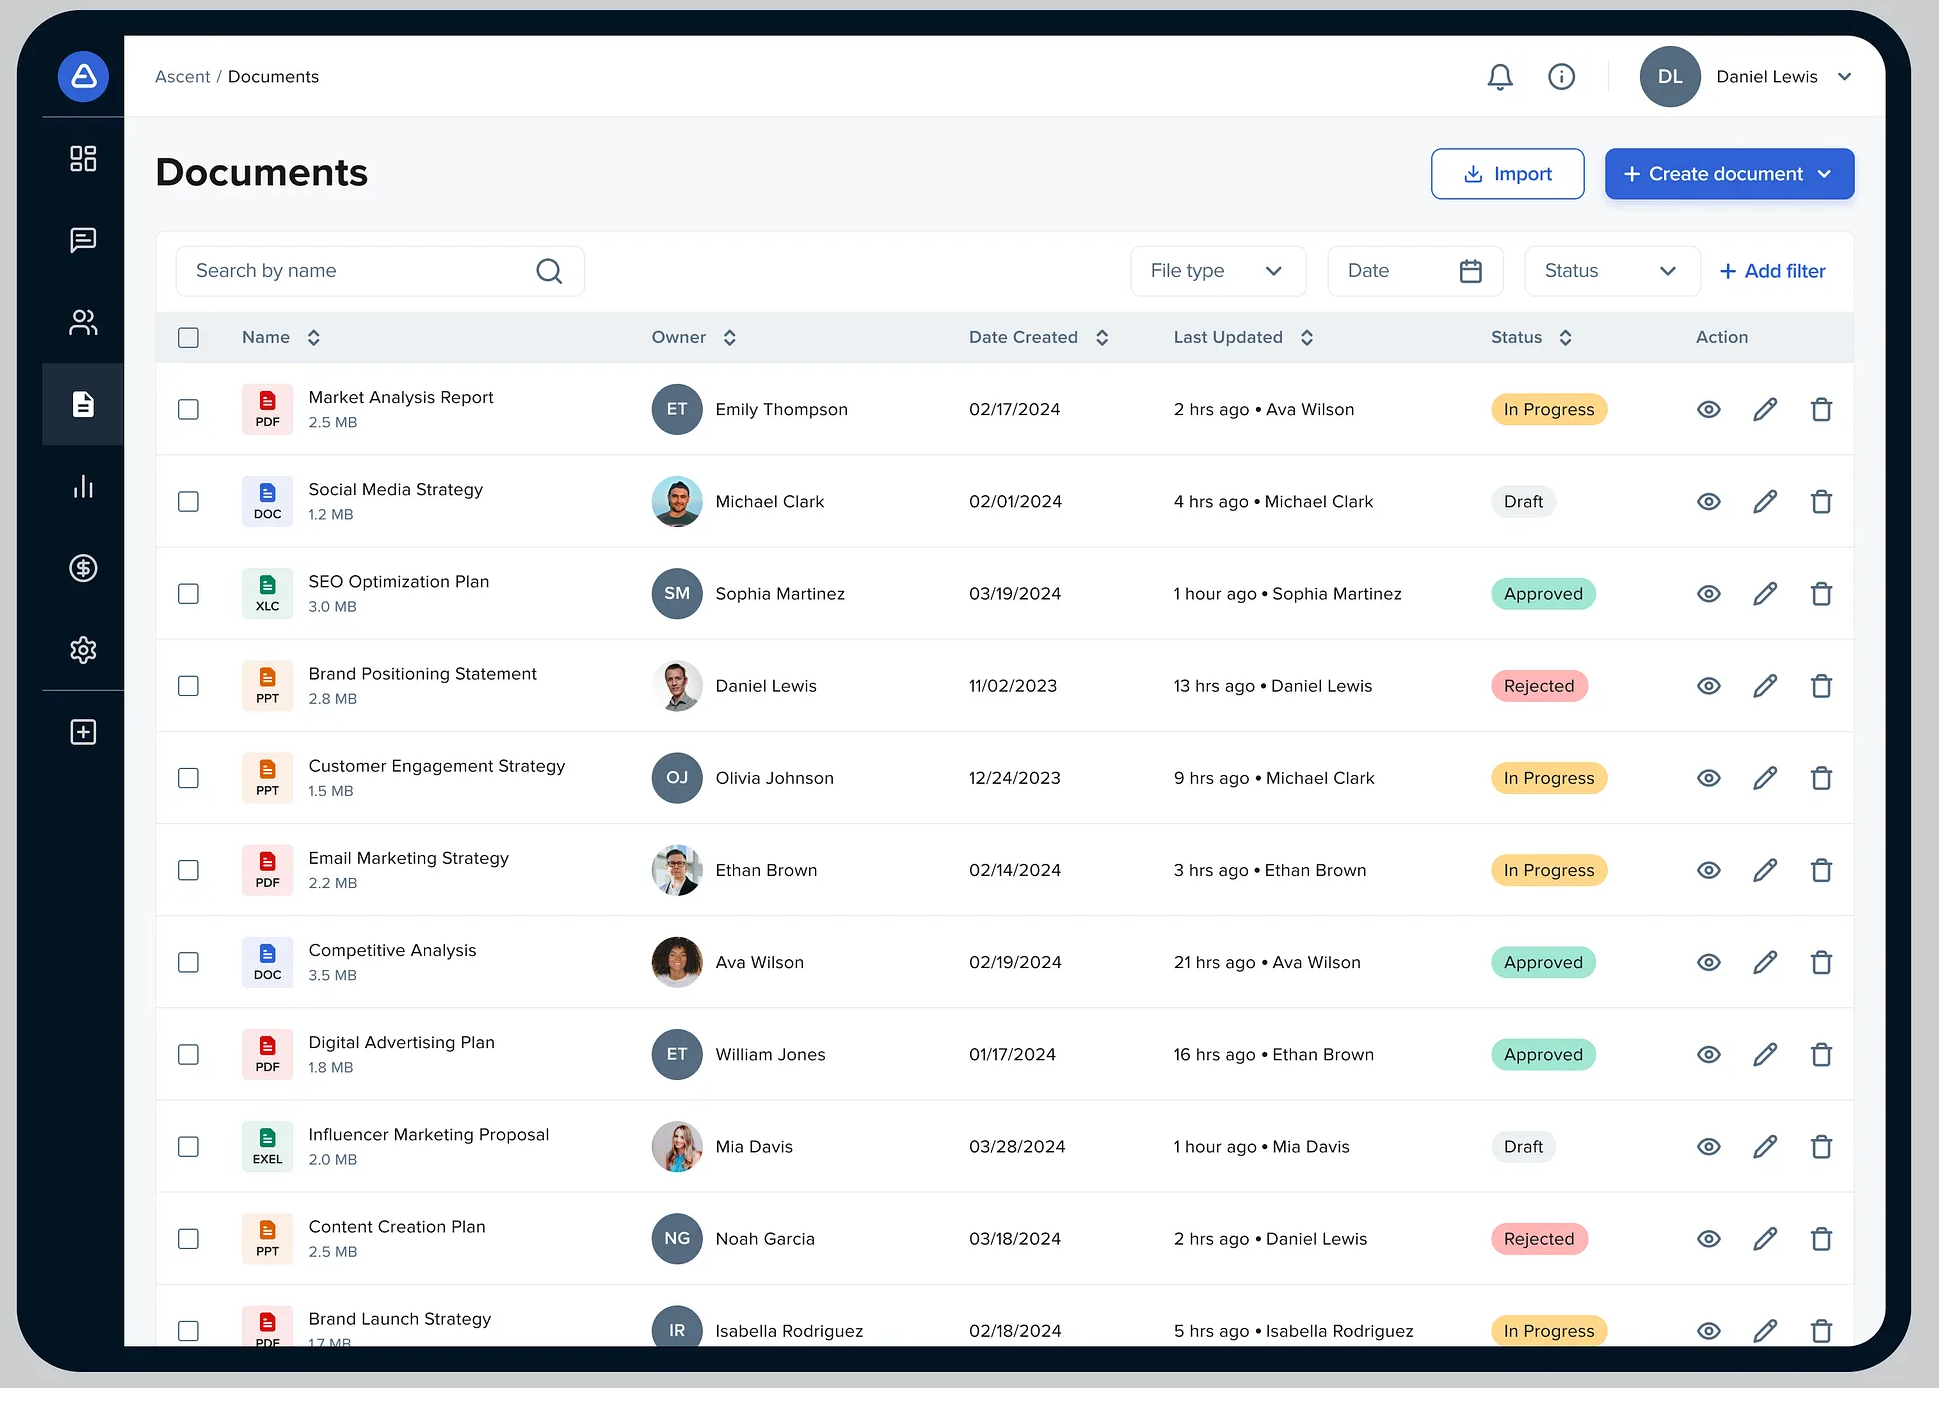 Ascent / Documents
DL Daniel Lewis
Documents
Import
+ Create document
Search by name
File type
Date
Status
+ Add filter
Name Owner Date Created Last Updated Status Action
PDF Market Analysis Report 2.5 MB ET Emily Thompson 02/17/2024 2 hrs ago • Ava Wilson In Progress
DOC Social Media Strategy 1.2 MB Michael Clark 02/01/2024 4 hrs ago • Michael Clark Draft
XLC SEO Optimization Plan 3.0 MB SM Sophia Martinez 03/19/2024 1 hour ago • Sophia Martinez Approved
PPT Brand Positioning Statement 2.8 MB Daniel Lewis 11/02/2023 13 hrs ago • Daniel Lewis Rejected
PPT Customer Engagement Strategy 1.5 MB OJ Olivia Johnson 12/24/2023 9 hrs ago • Michael Clark In Progress
PDF Email Marketing Strategy 2.2 MB Ethan Brown 02/14/2024 3 hrs ago • Ethan Brown In Progress
DOC Competitive Analysis 3.5 MB Ava Wilson 02/19/2024 21 hrs ago • Ava Wilson Approved
PDF Digital Advertising Plan 1.8 MB ET William Jones 01/17/2024 16 hrs ago • Ethan Brown Approved
EXEL Influencer Marketing Proposal 2.0 MB Mia Davis 03/28/2024 1 hour ago • Mia Davis Draft
PPT Content Creation Plan 2.5 MB NG Noah Garcia 03/18/2024 2 hrs ago • Daniel Lewis Rejected
PDF Brand Launch Strategy 1.7 MB IR Isabella Rodriguez 02/18/2024 5 hrs ago • Isabella Rodriguez In Progress